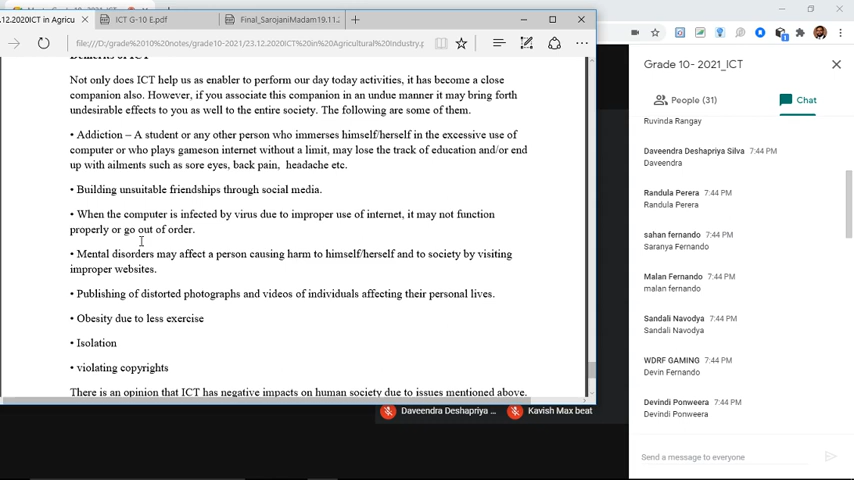 12.2020ICT in Agricu
ICT G-10 E.pdf
Final_SarojaniMadam19.11.2
file:///D:/grade%2010%20notes/grade10-2021/23.12.2020ICT%20in%20Agricultural%20Industry.p
Demerits of ICT
Not only does ICT help us as enabler to perform our day today activities, it has become a close
companion also. However, if you associate this companion in an undue manner it may bring forth
undesirable effects to you as well to the entire society. The following are some of them.
• Addiction – A student or any other person who immerses himself/herself in the excessive use of
computer or who plays gameson internet without a limit, may lose the track of education and/or end
up with ailments such as sore eyes, back pain, headache etc.
• Building unsuitable friendships through social media.
• When the computer is infected by virus due to improper use of internet, it may not function
properly or go out of order.
• Mental disorders may affect a person causing harm to himself/herself and to society by visiting
improper websites.
• Publishing of distorted photographs and videos of individuals affecting their personal lives.
• Obesity due to less exercise
• Isolation
• violating copyrights
There is an opinion that ICT has negative impacts on human society due to issues mentioned above.
Daveendra Deshapriya ...
Kavish Max beat
Grade 10- 2021_ICT
People (31)
Chat
Ruvinda Rangay
Daveendra Deshapriya Silva 7:44 PM
Daveendra
Randula Perera 7:44 PM
Randula Perera
sahan fernando 7:44 PM
Saranya Fernando
Malan Fernando 7:44 PM
malan fernando
Sandali Navodya 7:44 PM
Sandali Navodya
WDRF GAMING 7:44 PM
Devin Fernando
Devindi Ponweera 7:44 PM
Devindi Ponweera
Send a message to everyone